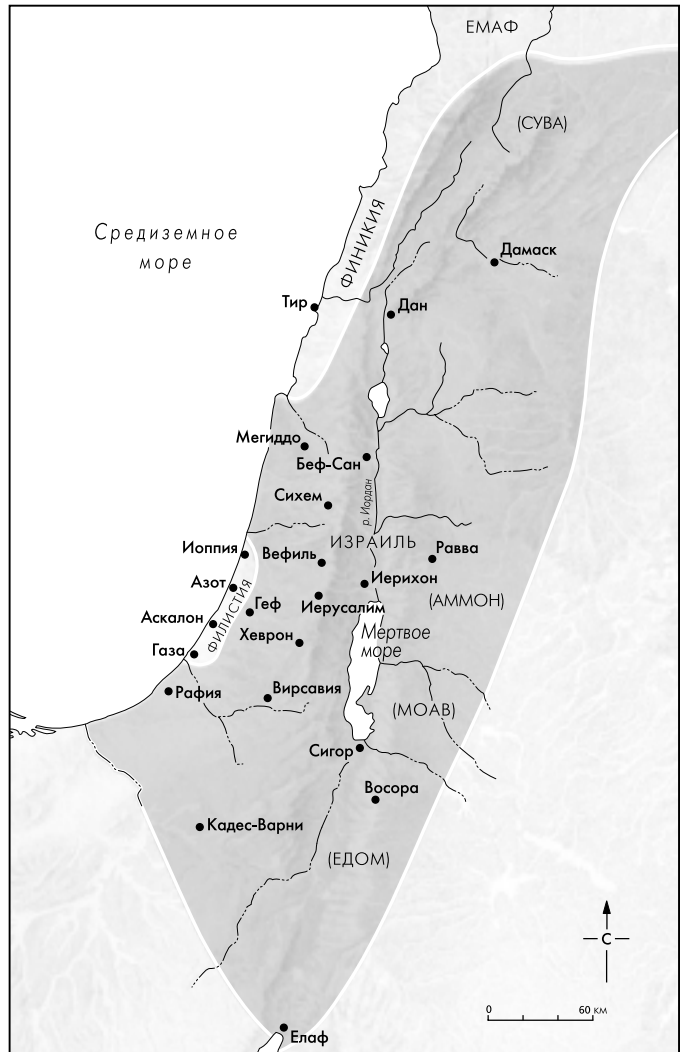 ЕМАФ
(СУВА)
ФИНИКИЯ
Средиземное
море
Дамаск
Тир
Дан
Мегиддо
Беф-Сан
Сихем
р. Иордан
ИЗРАИЛЬ
Иоппия
Вефиль
Равва
Азот
Иерихон
ФИЛИСТИЯ
Геф
Иерусалим
(АММОН)
Аскалон
Хеврон
Мертвое
море
Газа
Рафия
Вирсавия
(МОАВ)
Сигор
Восора
Кадес-Варни
(ЕДОМ)
С
0 60 км
Елаф